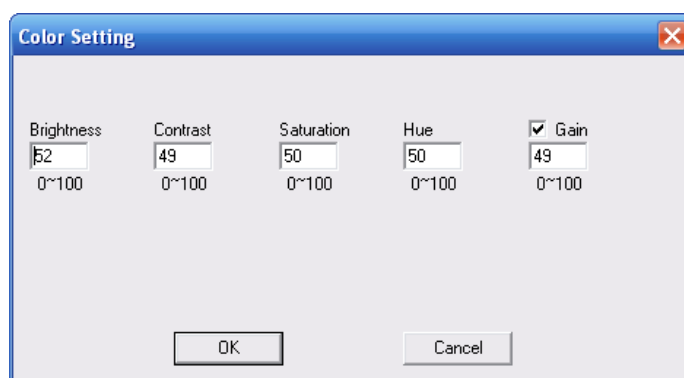 Color Setting
Brightness Contrast Saturation Hue Gain
52 49 50 50 49
0~100 0~100 0~100 0~100 0~100
OK Cancel